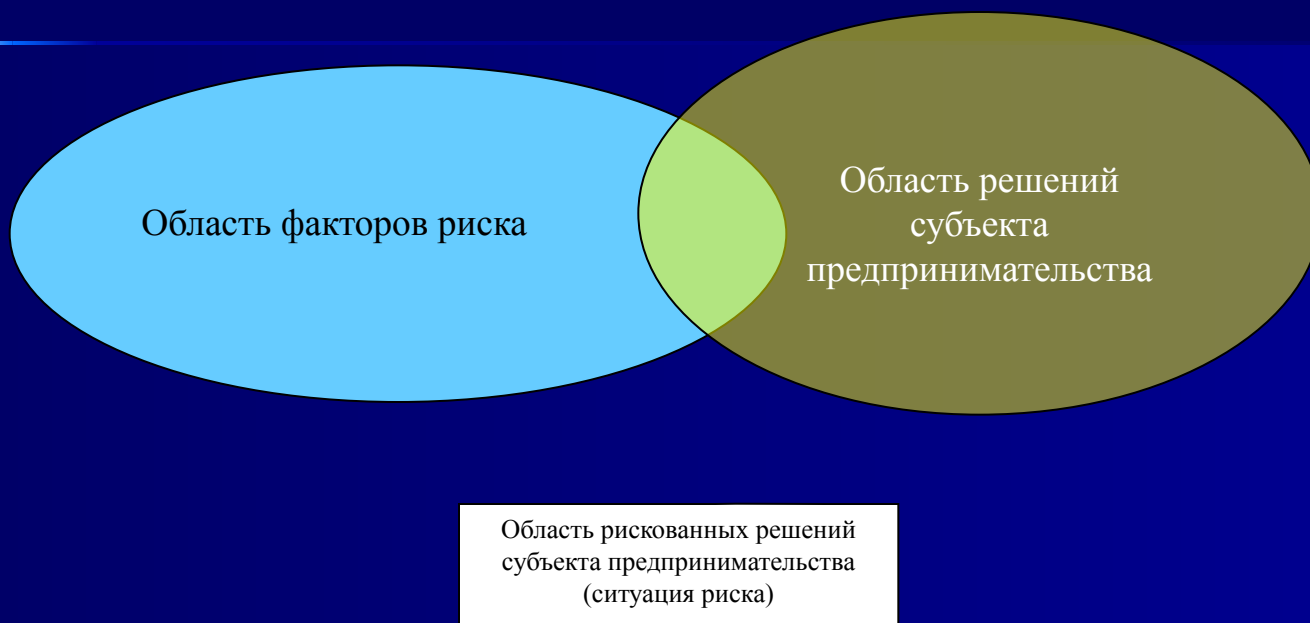 Область факторов риска
Область решений
субъекта
предпринимательства
Область рискованных решений
субъекта предпринимательства
(ситуация риска)